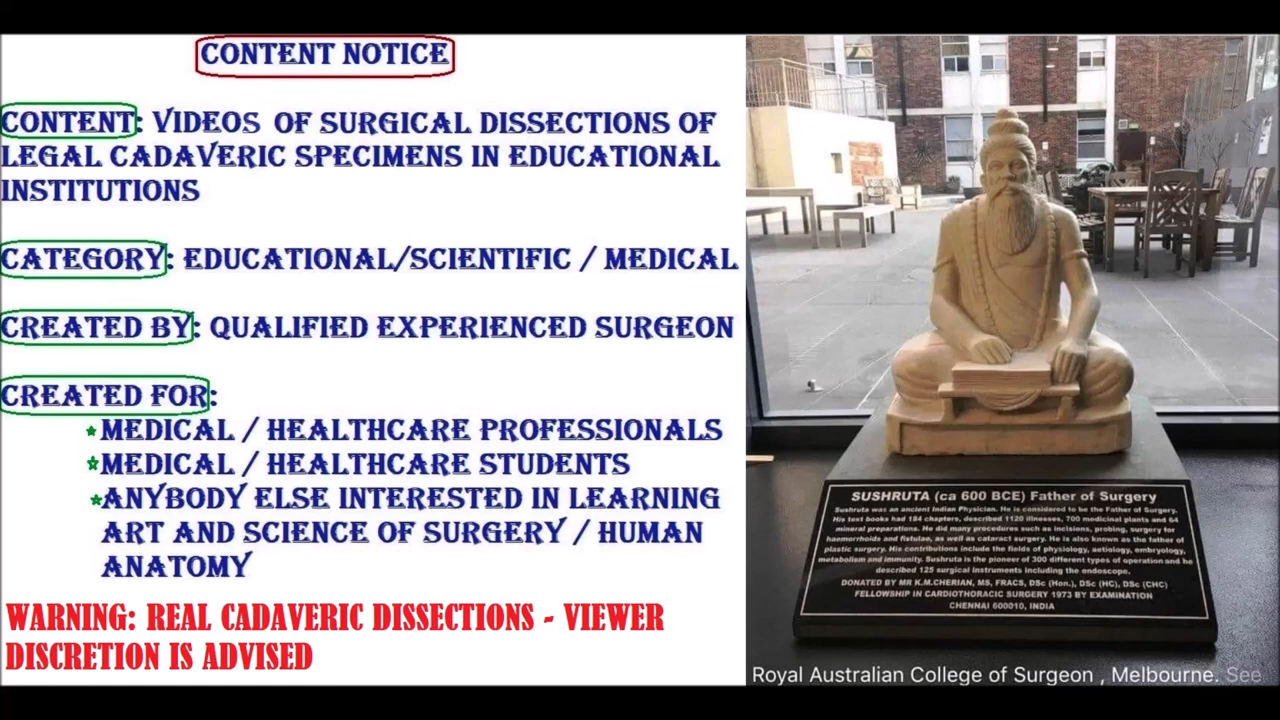 CONTENT NOTICE
CONTENT: VIDEOS OF SURGICAL DISSECTIONS OF
LEGAL CADAVERIC SPECIMENS IN EDUCATIONAL
INSTITUTIONS
CATEGORY: EDUCATIONAL/SCIENTIFIC / MEDICAL
CREATED BY: QUALIFIED EXPERIENCED SURGEON
CREATED FOR:
*MEDICAL / HEALTHCARE PROFESSIONALS
*MEDICAL / HEALTHCARE STUDENTS
*ANYBODY ELSE INTERESTED IN LEARNING
ART AND SCIENCE OF SURGERY / HUMAN
ANATOMY
WARNING: REAL CADAVERIC DISSECTIONS - VIEWER
DISCRETION IS ADVISED
SUSHRUTA (ca 600 BCE) Father of Surgery
Sushruta was an ancient Indian Physician. He is considered to be the Father of Surgery.
His text books had 184 chapters, described 1120 illnesses, 700 medicinal plants and 64
mineral preparations. He did many procedures such as incisions, probing, surgery for
haemorrhoids and fistulae, as well as cataract surgery. He is also known as the father of
plastic surgery. His contributions include the fields of physiology, aetiology, embryology,
metabolism and immunity. Sushruta is the pioneer of 300 different types of operation and he
described 125 surgical instruments including the endoscope.
DONATED BY MR K.M.CHERIAN, MS, FRACS, DSc (Hon.), DSc (HC), DSc (CHC)
FELLOWSHIP IN CARDIOTHORACIC SURGERY 1973 BY EXAMINATION
CHENNAI 600010, INDIA
Royal Australian College of Surgeon , Melbourne. See